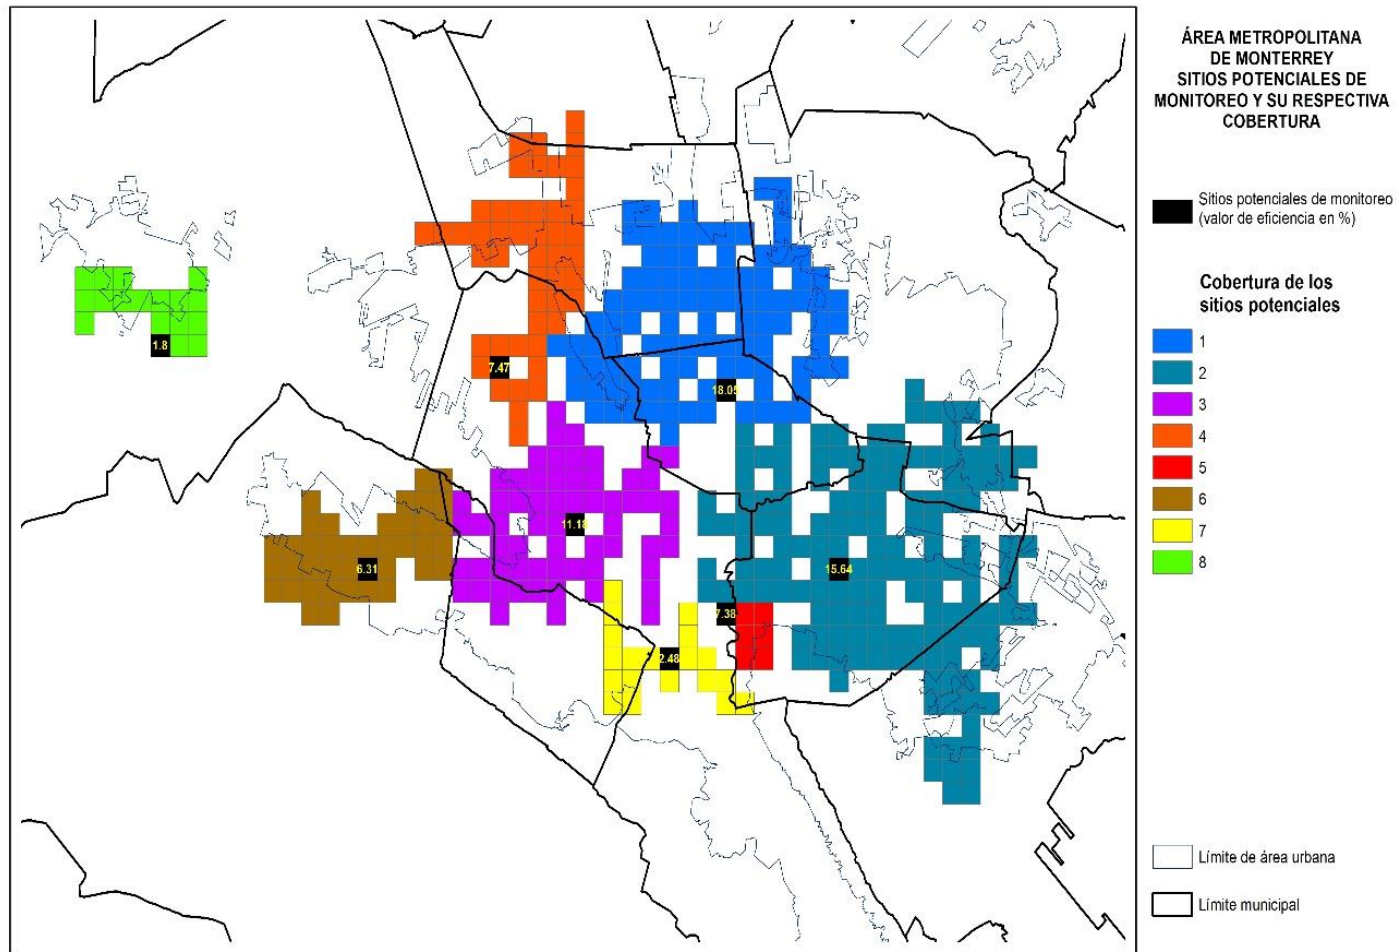 ÁREA METROPOLITANA
DE MONTERREY
SITIOS POTENCIALES DE
MONITOREO Y SU RESPECTIVA
COBERTURA
Sitios potenciales de monitoreo
(valor de eficiencia en %)
Cobertura de los
sitios potenciales
1
2
3
4
5
6
7
8
Límite de área urbana
Límite municipal
1.8
7.47
18.05
11.18
6.31
15.64
7.38
2.48